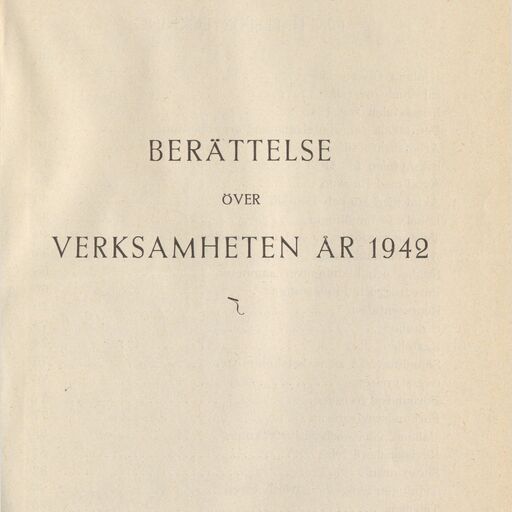 BERÄTTELSE
ÖVER
VERKSAMHETEN ÅR 1942